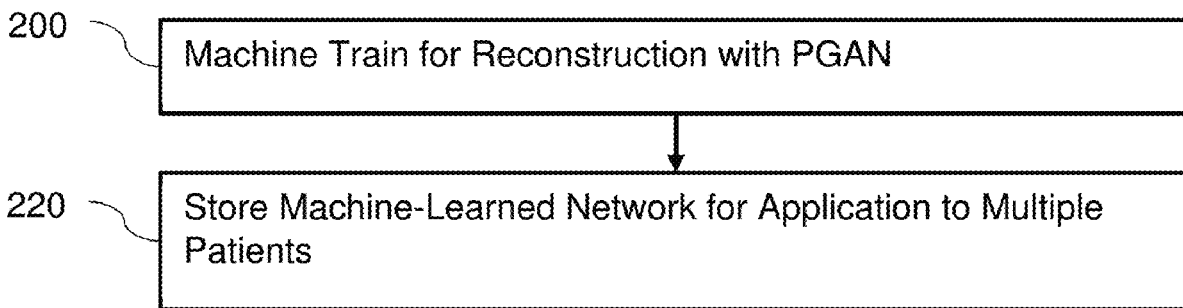 200
Machine Train for Reconstruction with PGAN
220
Store Machine-Learned Network for Application to Multiple
Patients